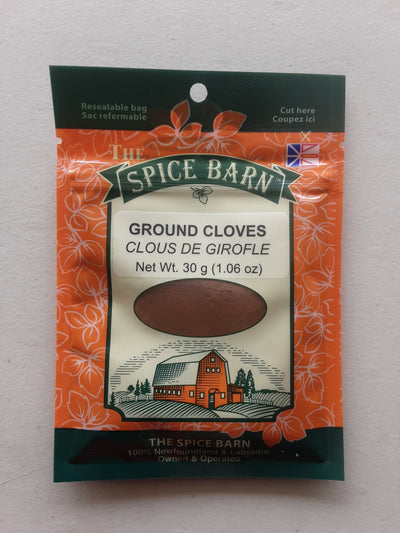 Resealable bag
Sac refermable
Cut here
Coupez ici
THE
SPICE BARN
GROUND CLOVES
CLOUS DE GIROFLE
Net Wt. 30 g (1.06 oz)
THE SPICE BARN
100% Newfoundland & Labrador
Owned & Operated